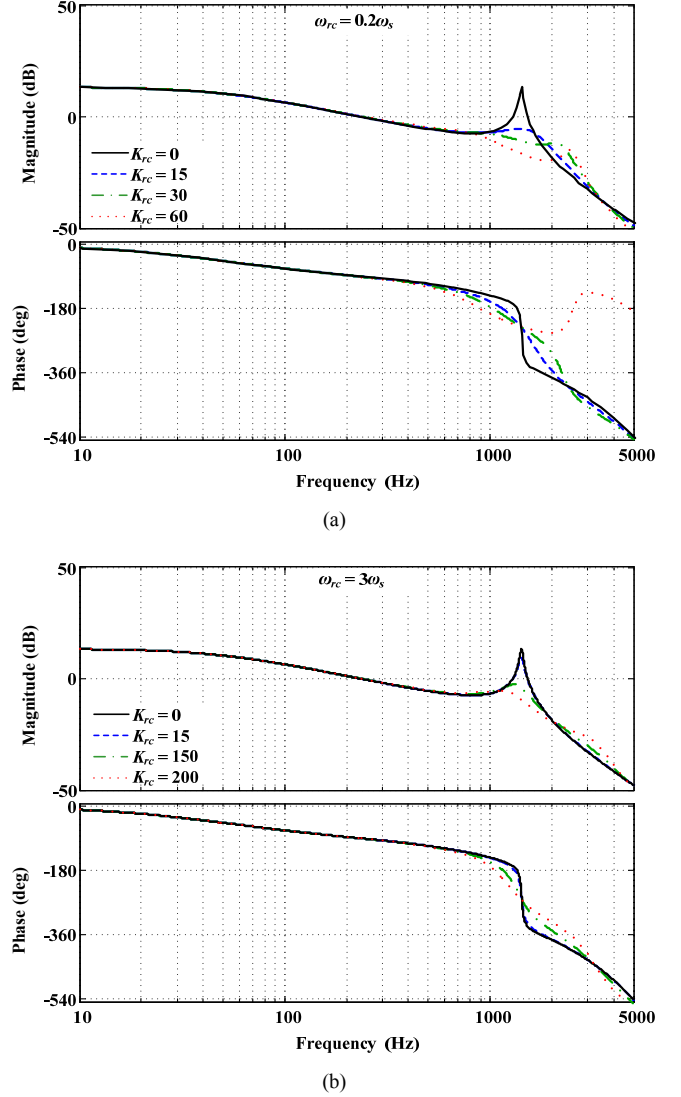 ωrc = 0.2ωs
Magnitude (dB)
50
0
-50
Krc = 0
Krc = 15
Krc = 30
Krc = 60
Phase (deg)
0
-180
-360
-540
10 100 1000 5000
Frequency (Hz)
(a)
ωrc = 3ωs
Magnitude (dB)
50
0
-50
Krc = 0
Krc = 15
Krc = 150
Krc = 200
Phase (deg)
0
-180
-360
-540
10 100 1000 5000
Frequency (Hz)
(b)